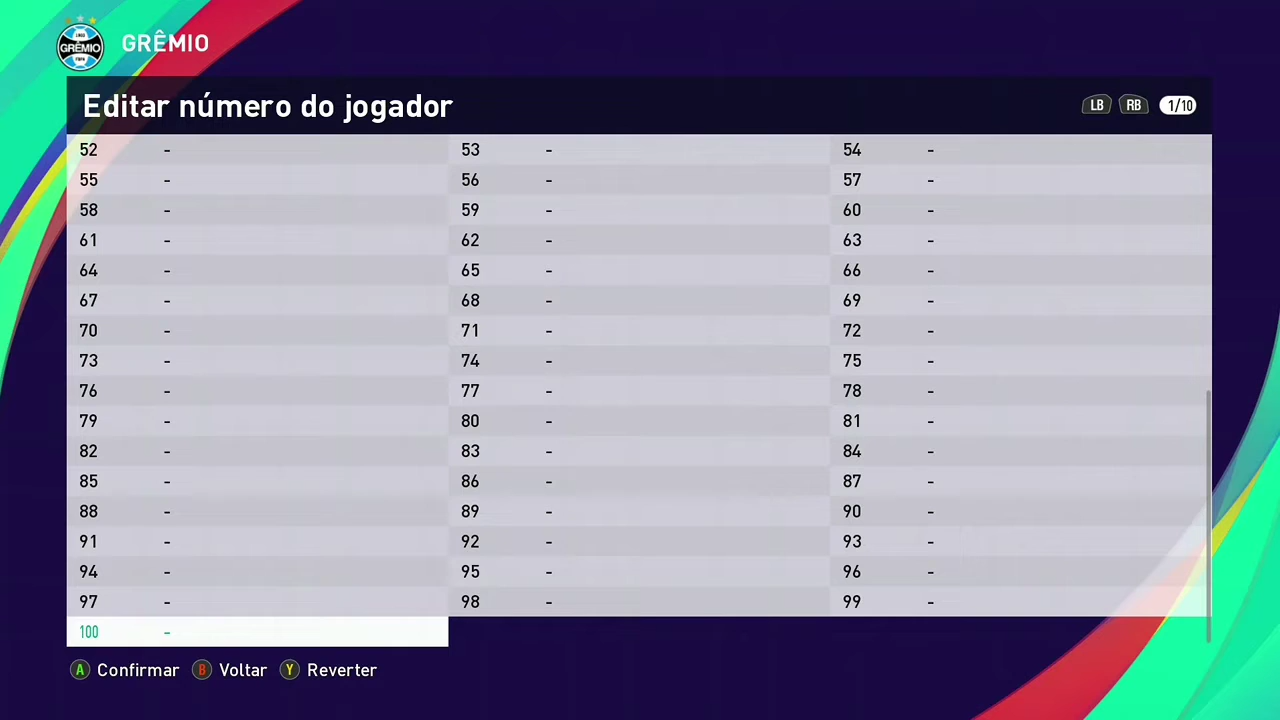 GRÊMIO
GRÊMIO
Editar número do jogador
LB RB 1/10
52 - 53 - 54 -
55 - 56 - 57 -
58 - 59 - 60 -
61 - 62 - 63 -
64 - 65 - 66 -
67 - 68 - 69 -
70 - 71 - 72 -
73 - 74 - 75 -
76 - 77 - 78 -
79 - 80 - 81 -
82 - 83 - 84 -
85 - 86 - 87 -
88 - 89 - 90 -
91 - 92 - 93 -
94 - 95 - 96 -
97 - 98 - 99 -
100 -
A Confirmar B Voltar Y Reverter